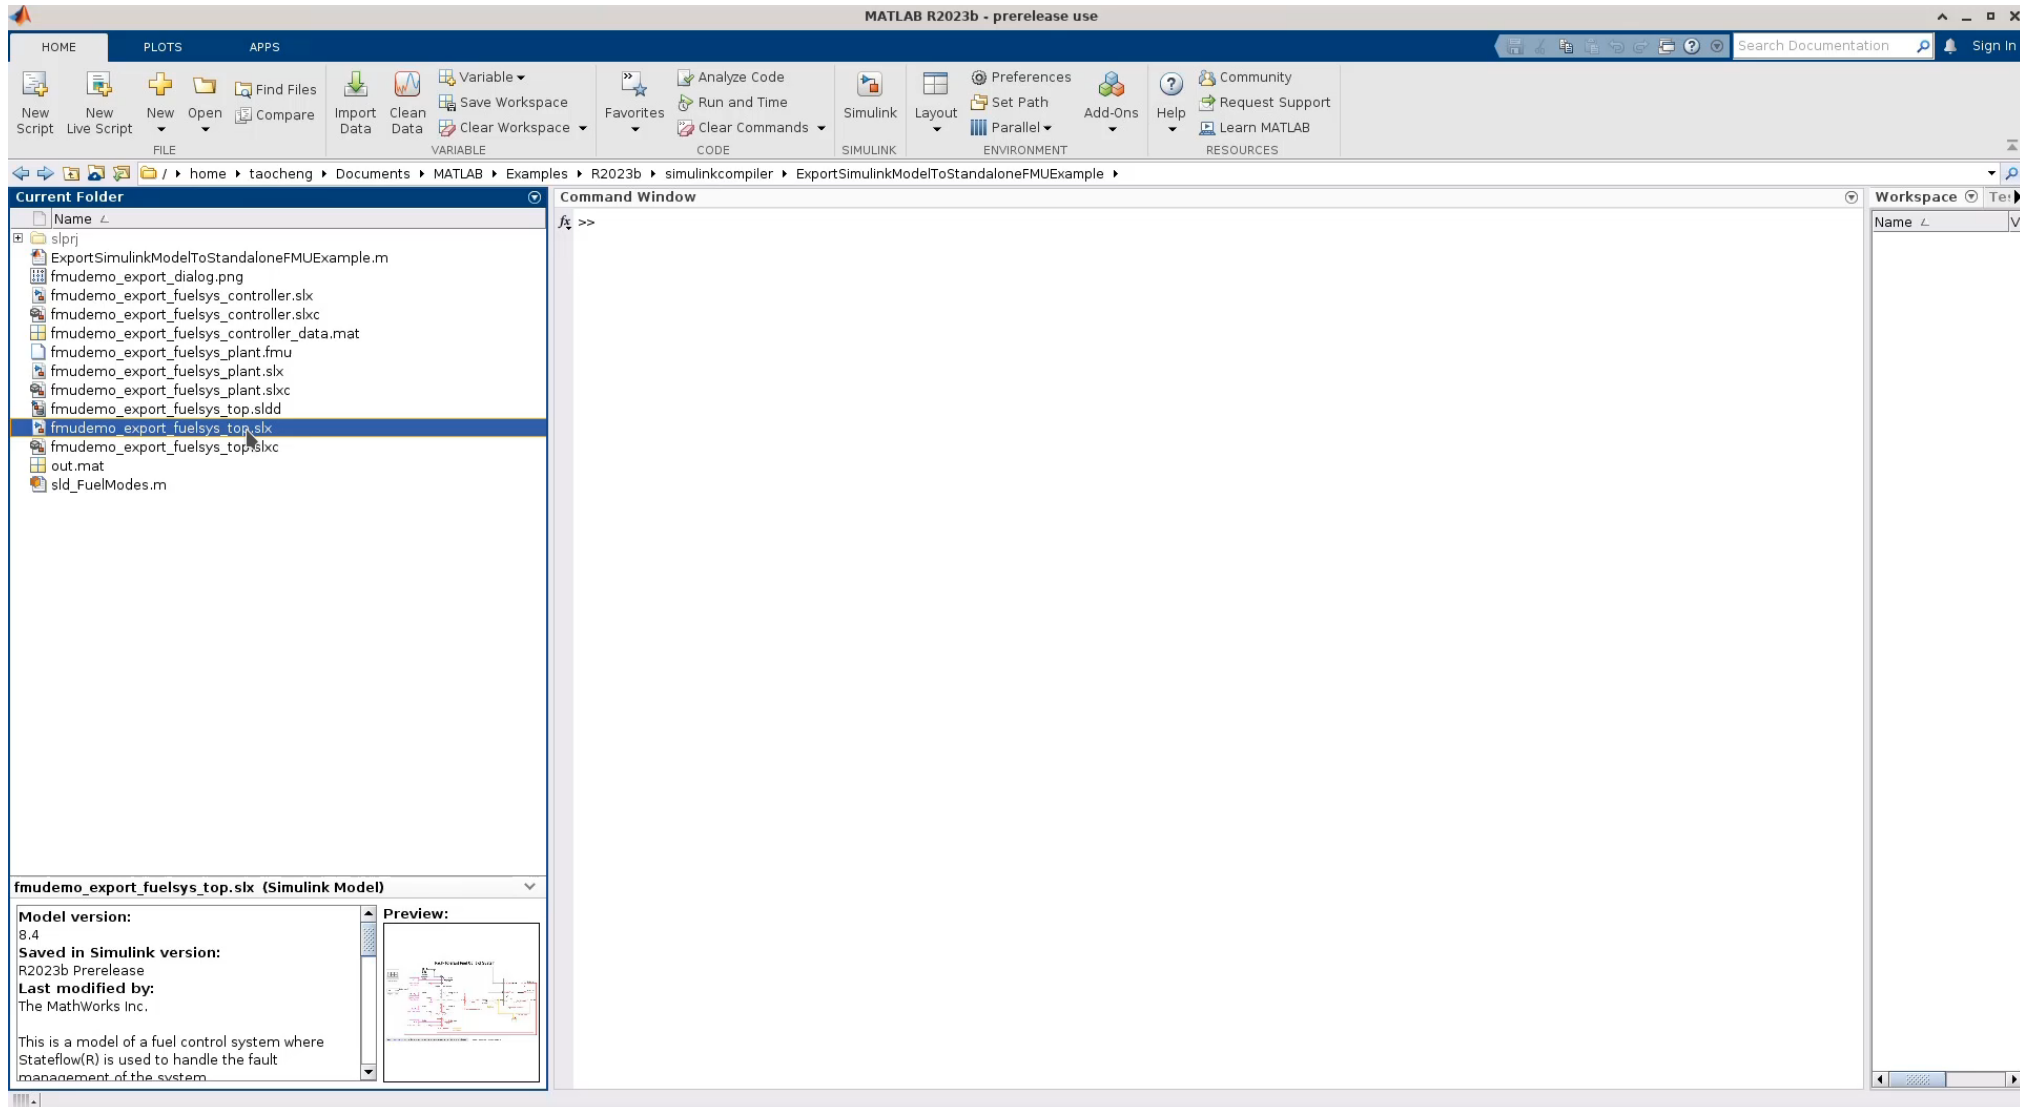 MATLAB R2023b - prerelease use
HOME PLOTS APPS
Search Documentation Sign In
New Script
New Live Script
New
Open
Find Files
Compare
FILE
Import Data
Clean Data
Variable
Save Workspace
Clear Workspace
VARIABLE
Favorites
Analyze Code
Run and Time
Clear Commands
CODE
Simulink
SIMULINK
Layout
Preferences
Set Path
Parallel
Add-Ons
ENVIRONMENT
Help
Community
Request Support
Learn MATLAB
RESOURCES
/ home taocheng Documents MATLAB Examples R2023b simulinkcompiler ExportSimulinkModelToStandaloneFMUExample
Current Folder
Name
slprj
ExportSimulinkModelToStandaloneFMUExample.m
fmudemo_export_dialog.png
fmudemo_export_fuelsys_controller.slx
fmudemo_export_fuelsys_controller.slxc
fmudemo_export_fuelsys_controller_data.mat
fmudemo_export_fuelsys_plant.fmu
fmudemo_export_fuelsys_plant.slx
fmudemo_export_fuelsys_plant.slxc
fmudemo_export_fuelsys_top.sldd
fmudemo_export_fuelsys_top.slx
fmudemo_export_fuelsys_top.slxc
out.mat
sld_FuelModes.m
fmudemo_export_fuelsys_top.slx (Simulink Model)
Model version:
8.4
Saved in Simulink version:
R2023b Prerelease
Last modified by:
The MathWorks Inc.
This is a model of a fuel control system where
Stateflow(R) is used to handle the fault
management of the system
Preview:
Command Window
fx >>
Workspace
Name